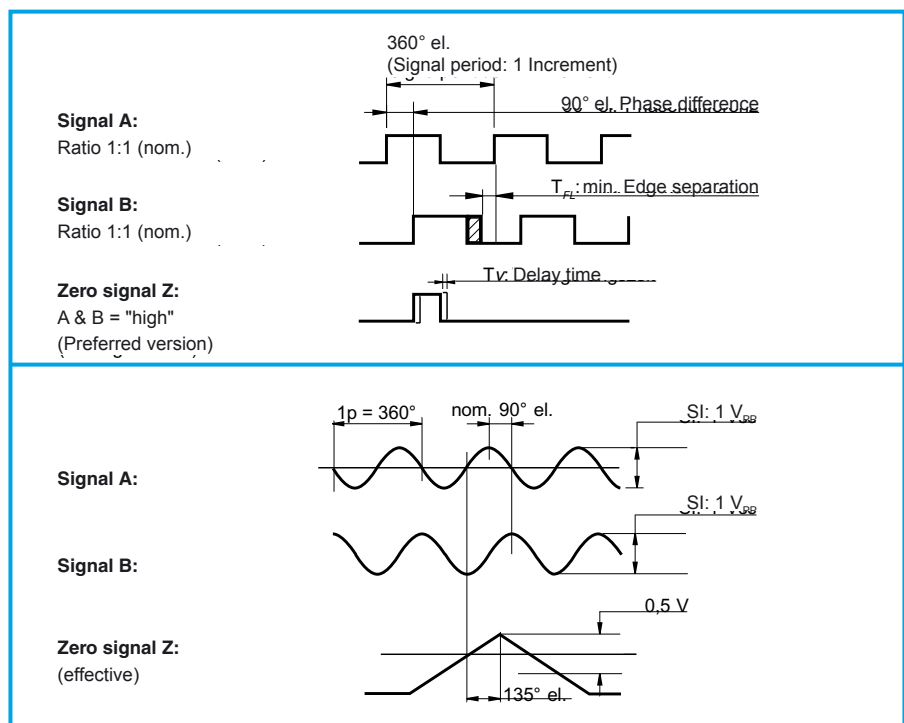 360° el.
(Signal period: 1 Increment)
90° el. Phase difference
Signal A:
Ratio 1:1 (nom.)
T_FL: min. Edge separation
Signal B:
Ratio 1:1 (nom.)
Tv: Delay time
Zero signal Z:
A & B = "high"
(Preferred version)
1p = 360°
nom. 90° el.
SI: 1 V_PP
Signal A:
SI: 1 V_PP
Signal B:
0,5 V
Zero signal Z:
(effective)
135° el.